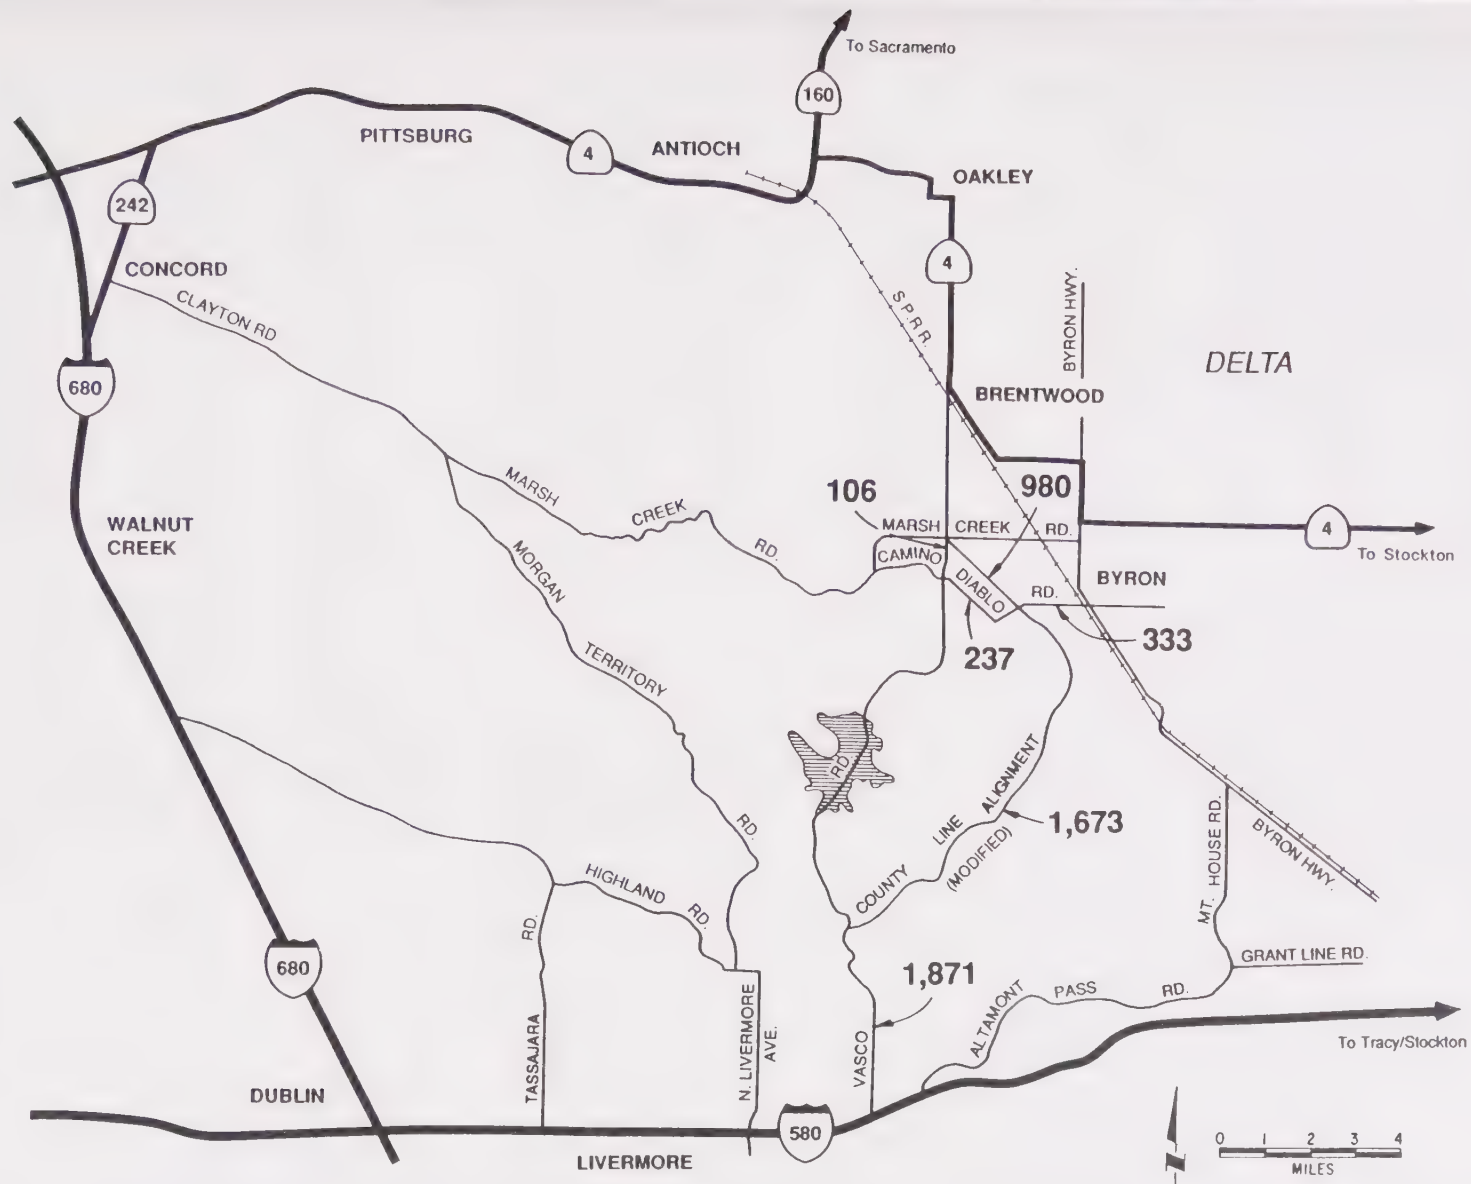 To Sacramento
160
PITTSBURG
4
ANTIOCH
OAKLEY
242
CONCORD
CLAYTON RD
4
S.P.R.R.
BYRON HWY.
DELTA
680
BRENTWOOD
MARSH CREEK RD.
106
980
WALNUT
CREEK
MARSH CREEK RD.
4
To Stockton
CAMINO DIABLO RD.
BYRON
MORGAN TERRITORY RD.
237
333
VASCO RD.
COUNTY LINE ALIGNMENT
(MODIFIED)
1,673
MT. HOUSE RD.
BYRON HWY.
HIGHLAND RD.
GRANT LINE RD.
680
1,871
ALTAMONT PASS RD.
TASSAJARA RD.
N. LIVERMORE
AVE.
To Tracy/Stockton
DUBLIN
580
LIVERMORE
N
0 1 2 3 4
MILES